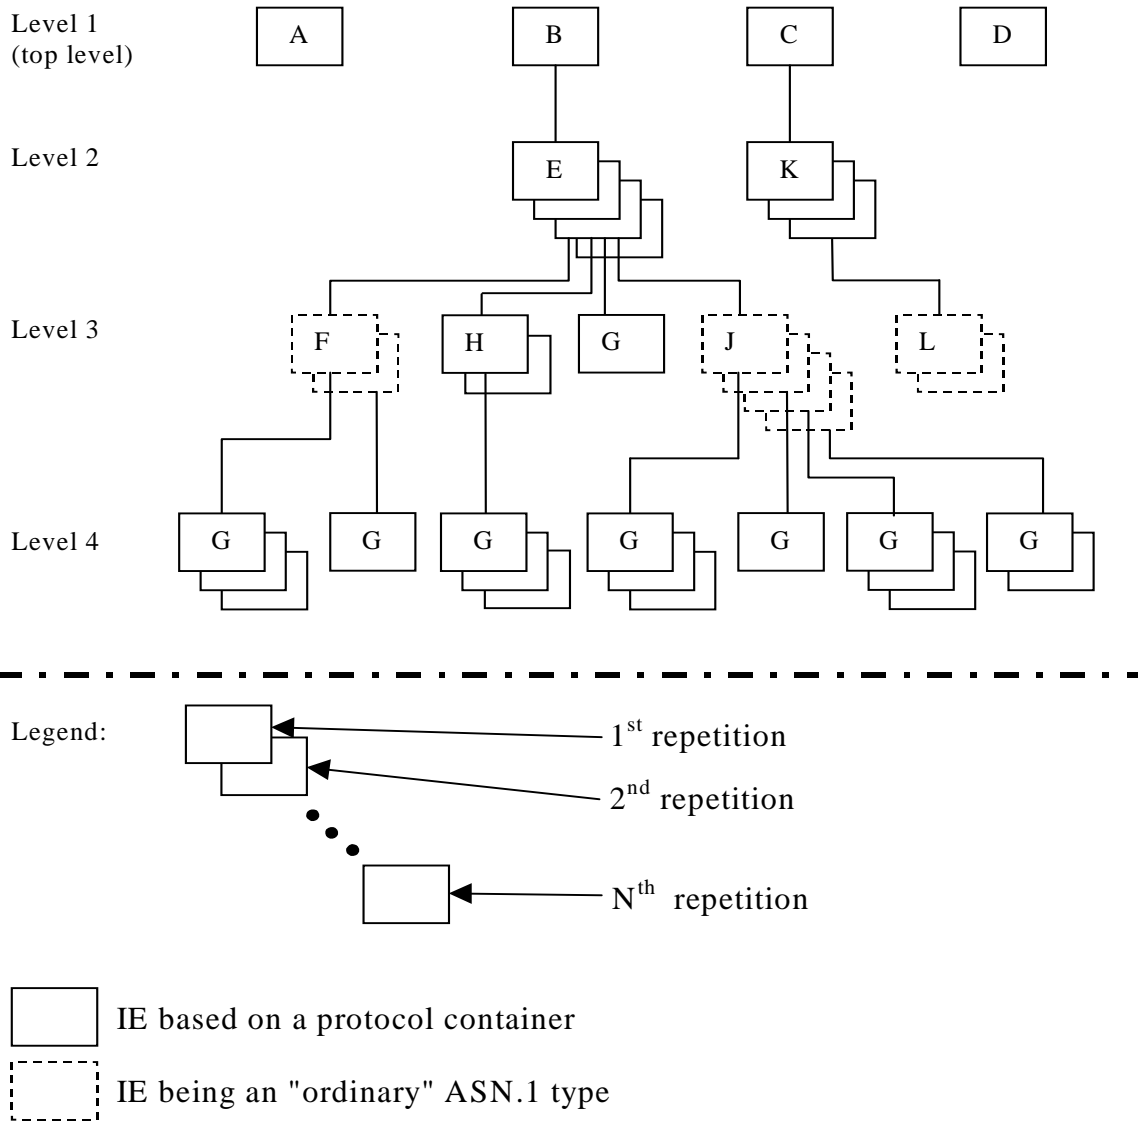 Level 1
(top level)
A B C D
Level 2
E K
Level 3
F H G J L
Level 4
G G G G G G G
Legend:
1st repetition
2nd repetition
Nth repetition
IE based on a protocol container
IE being an "ordinary" ASN.1 type